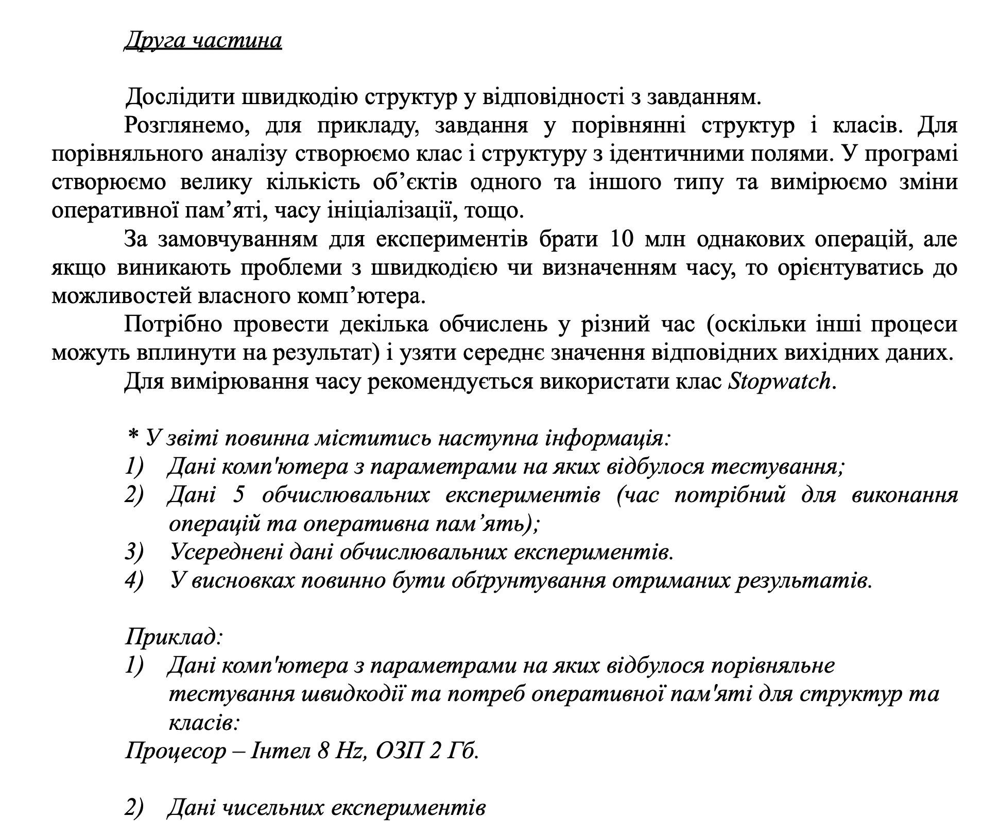 Друга частина
Дослідити швидкодію структур у відповідності з завданням.
Розглянемо, для прикладу, завдання у порівнянні структур і класів. Для
порівняльного аналізу створюємо клас і структуру з ідентичними полями. У програмі
створюємо велику кількість об’єктів одного та іншого типу та вимірюємо зміни
оперативної пам’яті, часу ініціалізації, тощо.
За замовчуванням для експериментів брати 10 млн однакових операцій, але
якщо виникають проблеми з швидкодією чи визначенням часу, то орієнтуватись до
можливостей власного комп’ютера.
Потрібно провести декілька обчислень у різний час (оскільки інші процеси
можуть вплинути на результат) і узяти середнє значення відповідних вихідних даних.
Для вимірювання часу рекомендується використати клас Stopwatch.
* У звіті повинна міститись наступна інформація:
1) Дані комп'ютера з параметрами на яких відбулося тестування;
2) Дані 5 обчислювальних експериментів (час потрібний для виконання
операцій та оперативна пам’ять);
3) Усереднені дані обчислювальних експериментів.
4) У висновках повинно бути обґрунтування отриманих результатів.
Приклад:
1) Дані комп'ютера з параметрами на яких відбулося порівняльне
тестування швидкодії та потреб оперативної пам'яті для структур та
класів:
Процесор – Інтел 8 Hz, ОЗП 2 Гб.
2) Дані чисельних експериментів